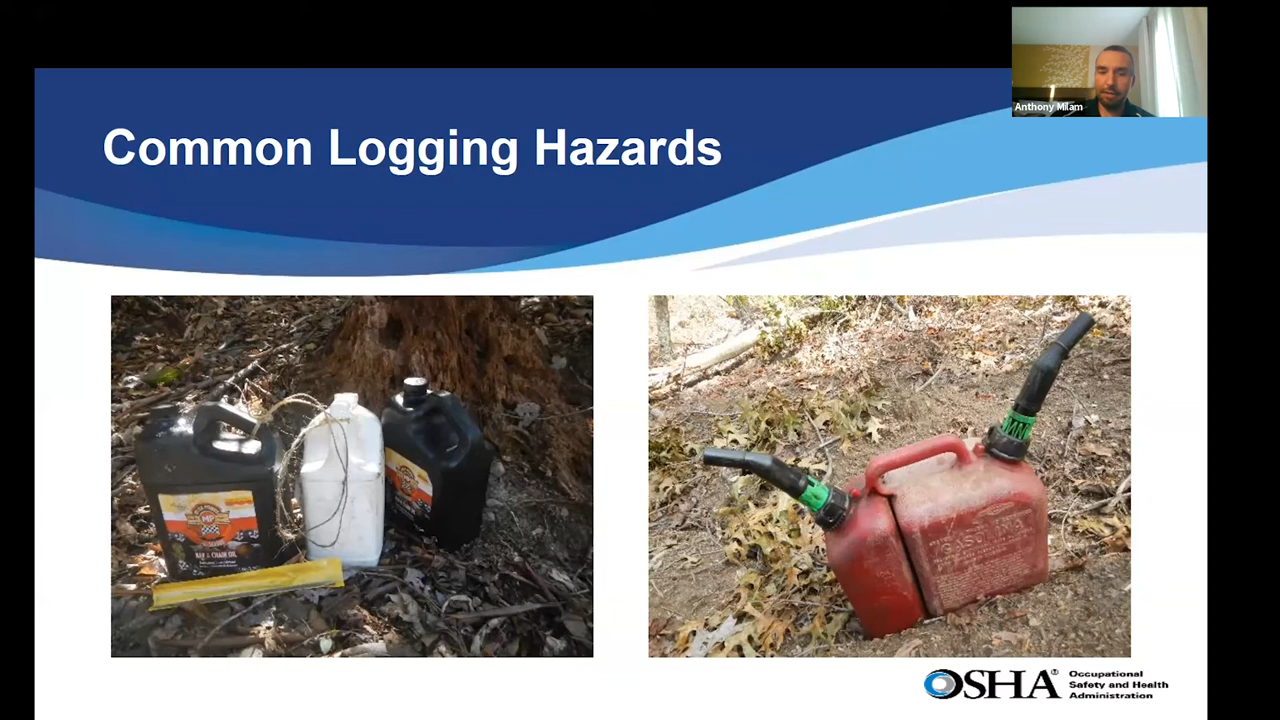 Anthony Milam
Common Logging Hazards
BAR & CHAIN OIL
GASOLINE
OSHA®
Occupational
Safety and Health
Administration